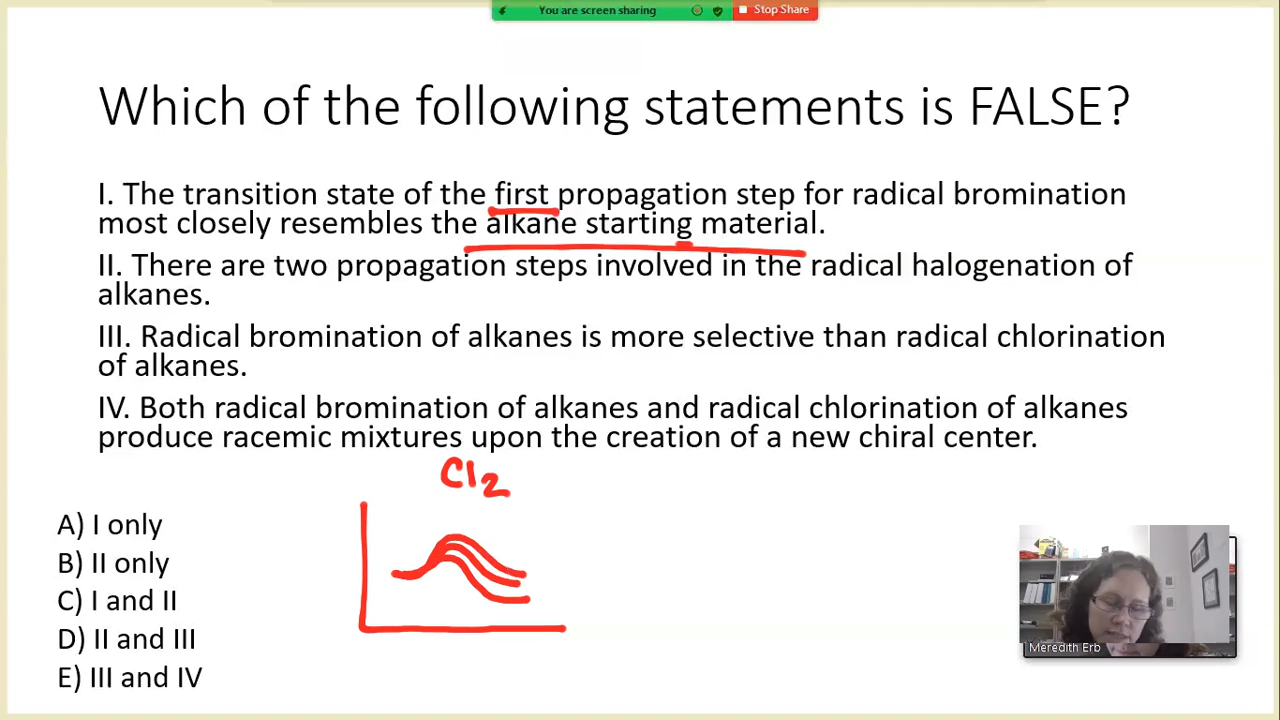 You are screen sharing
Stop Share
Which of the following statements is FALSE?
I. The transition state of the first propagation step for radical bromination
most closely resembles the alkane starting material.
II. There are two propagation steps involved in the radical halogenation of
alkanes.
III. Radical bromination of alkanes is more selective than radical chlorination
of alkanes.
IV. Both radical bromination of alkanes and radical chlorination of alkanes
produce racemic mixtures upon the creation of a new chiral center.
Cl2
A) I only
B) II only
C) I and II
D) II and III
E) III and IV
Meredith Erb